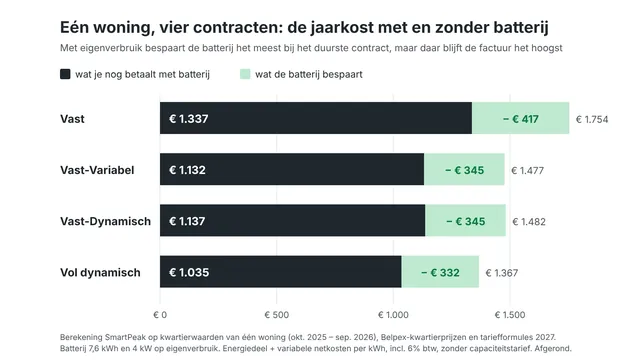 Eén woning, vier contracten: de jaarkost met en zonder batterij
Met eigenverbruik bespaart de batterij het meest bij het duurste contract, maar daar blijft de factuur het hoogst
wat je nog betaalt met batterij
wat de batterij bespaart
Vast € 1.337 − € 417 € 1.754
Vast-Variabel € 1.132 − € 345 € 1.477
Vast-Dynamisch € 1.137 − € 345 € 1.482
Vol dynamisch € 1.035 − € 332 € 1.367
€ 0 € 500 € 1.000 € 1.500
Berekening SmartPeak op kwartierwaarden van één woning (okt. 2025 – sep. 2026), Belpex-kwartierprijzen en tariefformules 2027.
Batterij 7,6 kWh en 4 kW op eigenverbruik. Energiedeel + variabele netkosten per kWh, incl. 6% btw, zonder capaciteitstarief. Afgerond.